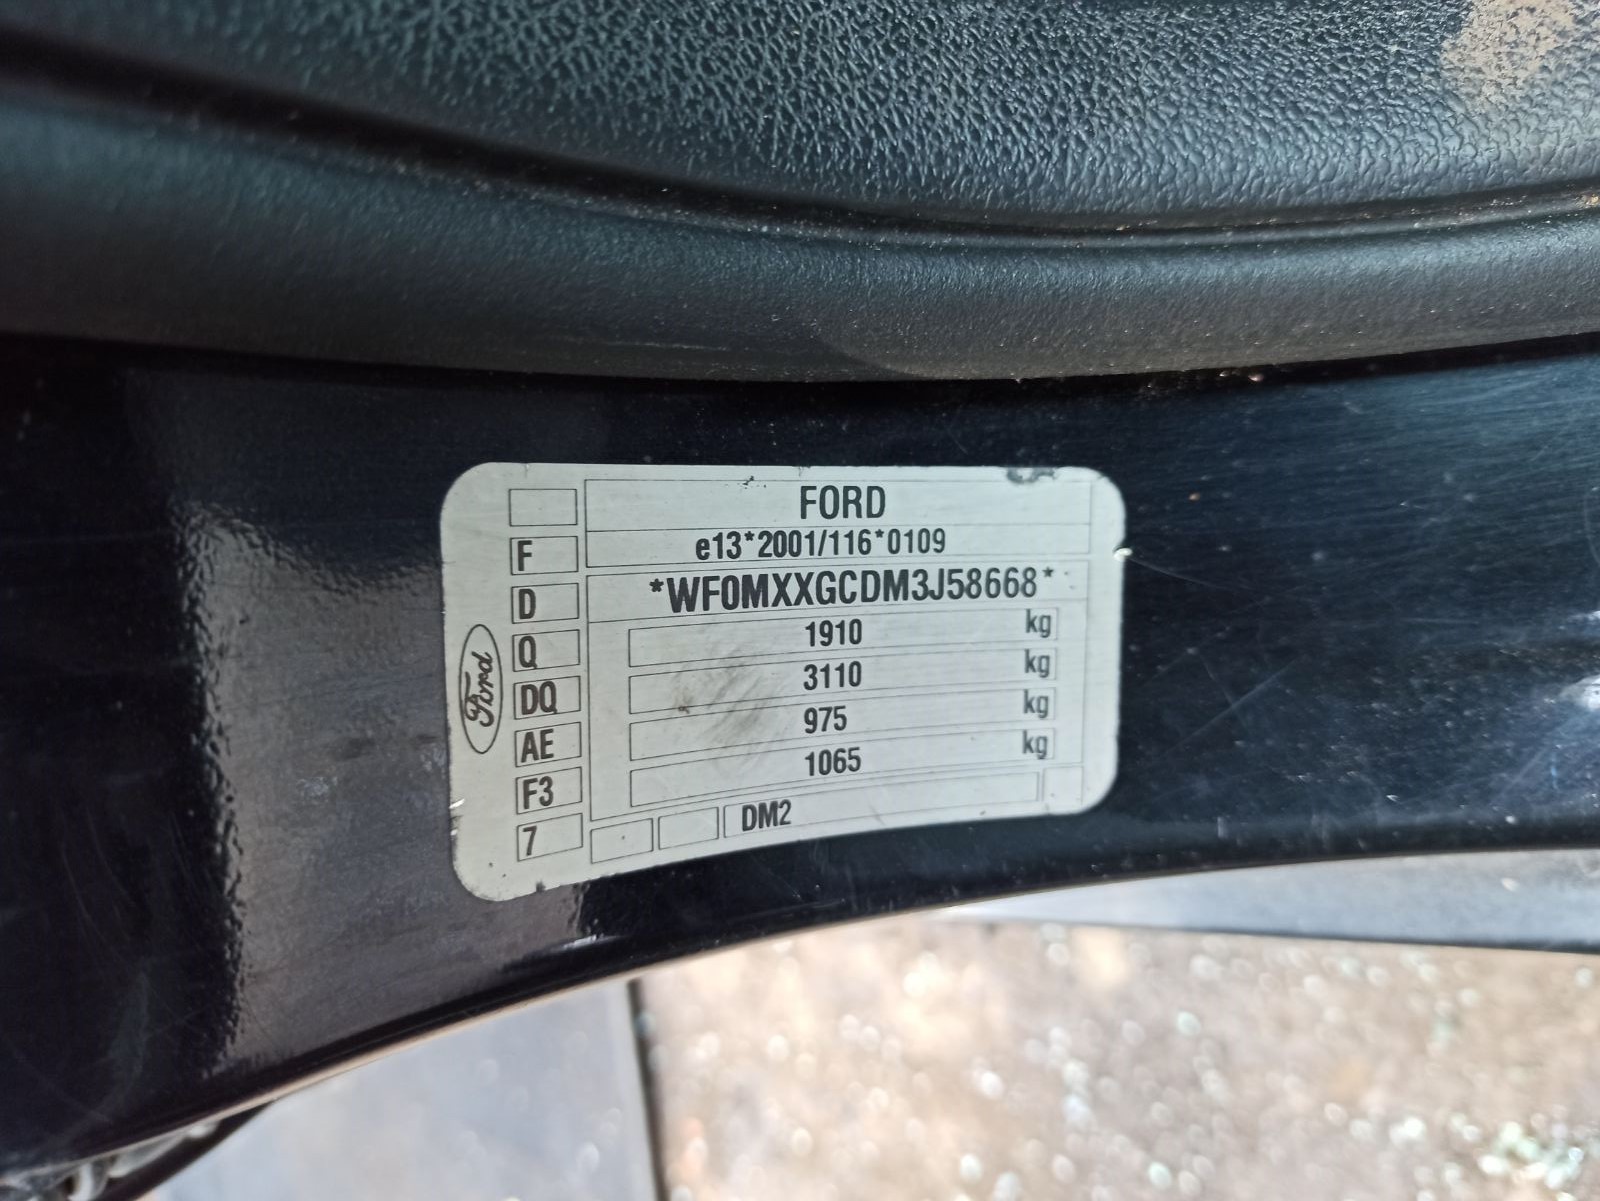 FORD
F
e13*2001/116*0109
D
*WF0MXXGCDM3J58668*
Q
1910 kg
DQ
3110 kg
AE
975 kg
F3
1065 kg
7
DM2
Ford